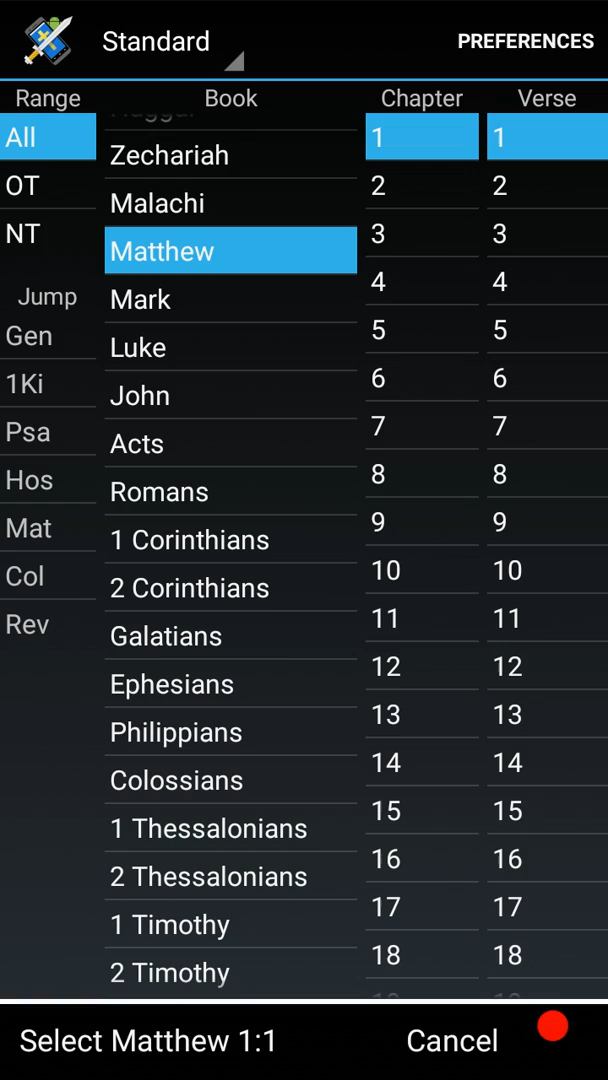 Standard
PREFERENCES
Range
Book
Chapter
Verse
All
OT
NT
Jump
Gen
1Ki
Psa
Hos
Mat
Col
Rev
Zechariah
Malachi
Matthew
Mark
Luke
John
Acts
Romans
1 Corinthians
2 Corinthians
Galatians
Ephesians
Philippians
Colossians
1 Thessalonians
2 Thessalonians
1 Timothy
2 Timothy
1
2
3
4
5
6
7
8
9
10
11
12
13
14
15
16
17
18
1
2
3
4
5
6
7
8
9
10
11
12
13
14
15
16
17
18
Select Matthew 1:1
Cancel